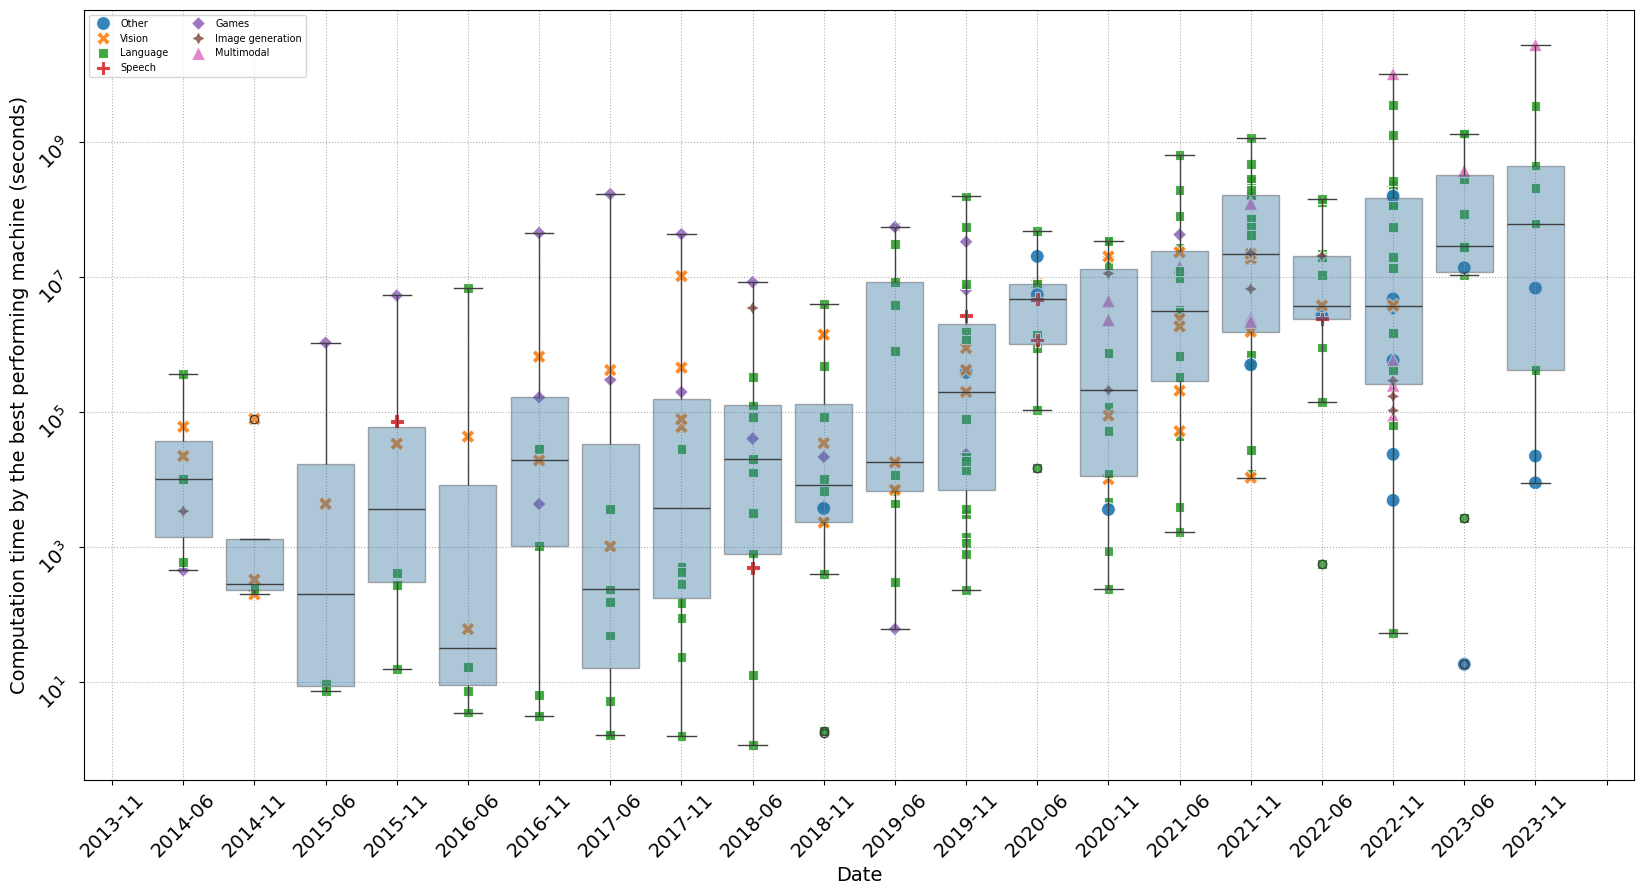 Other
Vision
Language
Speech
Games
Image generation
Multimodal
Computation time by the best performing machine (seconds)
10^9
10^7
10^5
10^3
10^1
2013-11
2014-06
2014-11
2015-06
2015-11
2016-06
2016-11
2017-06
2017-11
2018-06
2018-11
2019-06
2019-11
2020-06
2020-11
2021-06
2021-11
2022-06
2022-11
2023-06
2023-11
Date